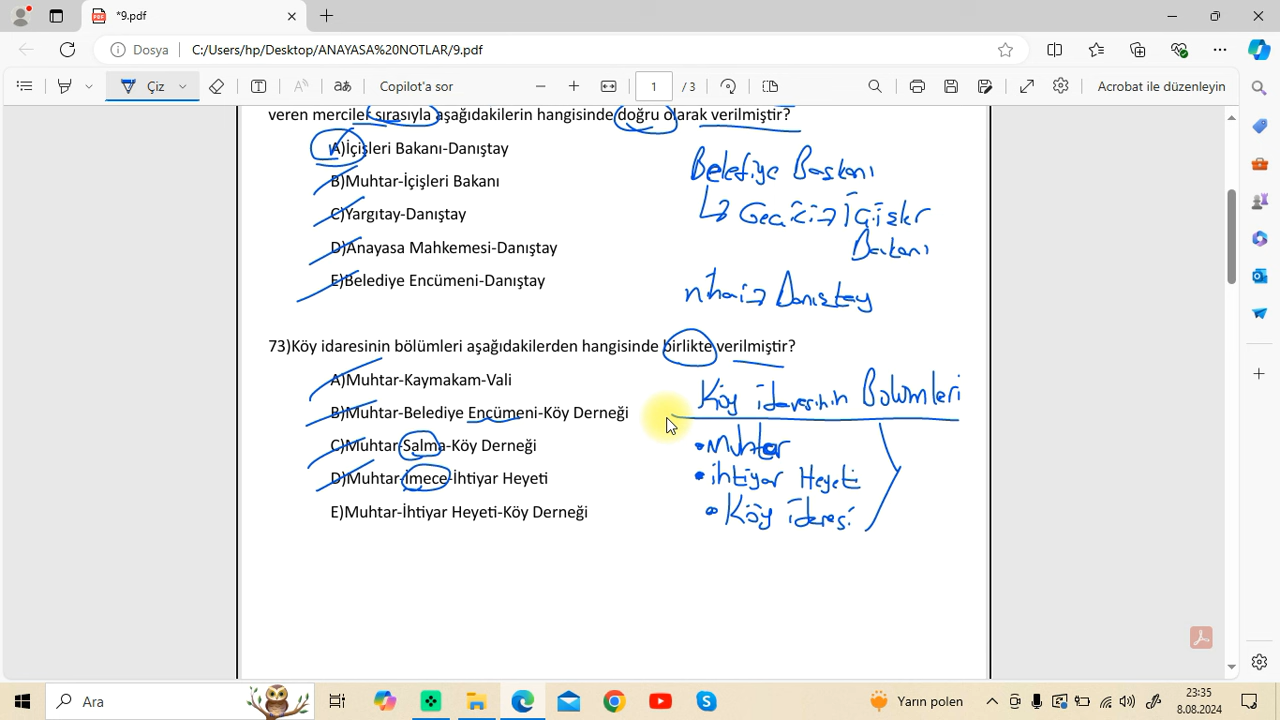 *9.pdf
Dosya C:/Users/hp/Desktop/ANAYASA%20NOTLAR/9.pdf
Çiz Copilot'a sor 1 / 3 Acrobat ile düzenleyin
veren merciler sırasıyla aşağıdakilerin hangisinde doğru olarak verilmiştir?
A)İçişleri Bakanı-Danıştay
B)Muhtar-İçişleri Bakanı
C)Yargıtay-Danıştay
D)Anayasa Mahkemesi-Danıştay
E)Belediye Encümeni-Danıştay
Belediye Başkanı
Geçici → İçişler
Bakanı
nihai → Danıştay
73)Köy idaresinin bölümleri aşağıdakilerden hangisinde birlikte verilmiştir?
A)Muhtar-Kaymakam-Vali
B)Muhtar-Belediye Encümeni-Köy Derneği
C)Muhtar-Salma-Köy Derneği
D)Muhtar-İmece-İhtiyar Heyeti
E)Muhtar-İhtiyar Heyeti-Köy Derneği
Köy idaresinin Bölümleri
• Muhtar
• ihtiyar Heyeti
• Köy idaresi
Ara
Yarın polen
23:35
8.08.2024